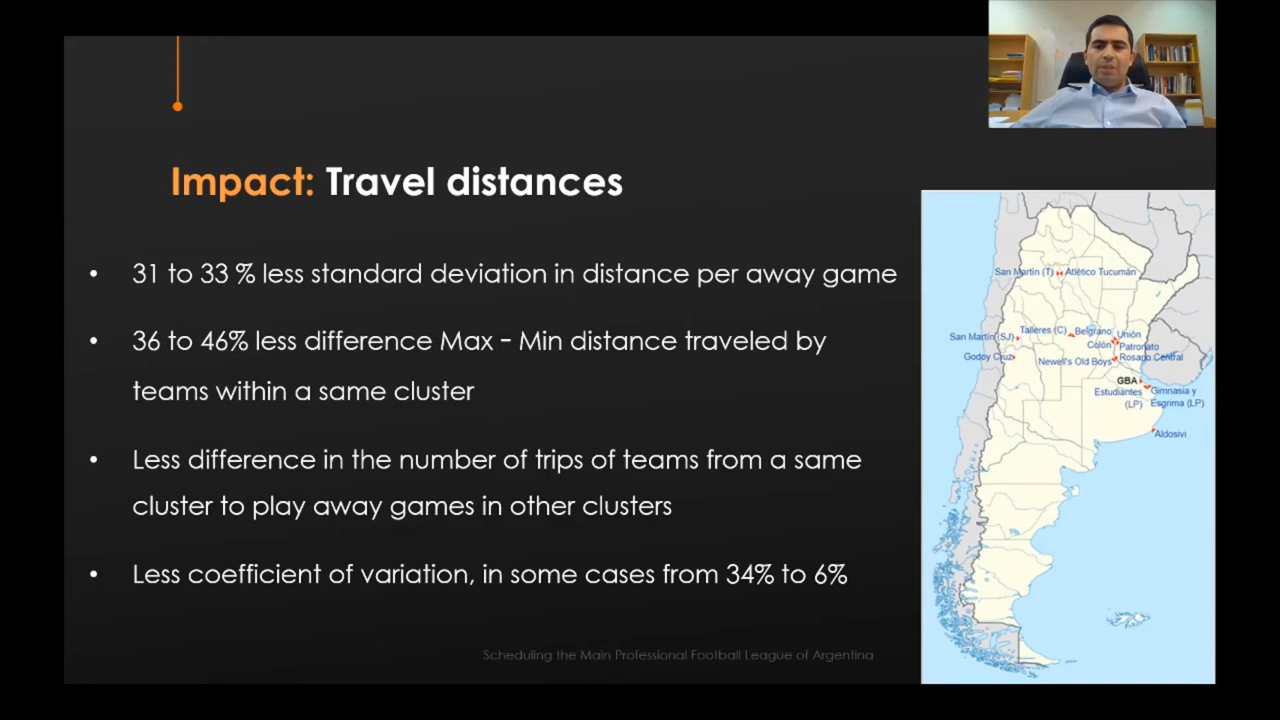 Impact: Travel distances
• 31 to 33 % less standard deviation in distance per away game
• 36 to 46% less difference Max - Min distance traveled by
teams within a same cluster
• Less difference in the number of trips of teams from a same
cluster to play away games in other clusters
• Less coefficient of variation, in some cases from 34% to 6%
Scheduling the Main Professional Football League of Argentina
San Martín (T)
Atlético Tucumán
San Martín (SJ)
Talleres (C)
Belgrano
Unión
Colón
Patronato
Godoy Cruz
Newell's Old Boys
Rosario Central
GBA
Estudiantes
(LP)
Gimnasia y
Esgrima (LP)
Aldosivi